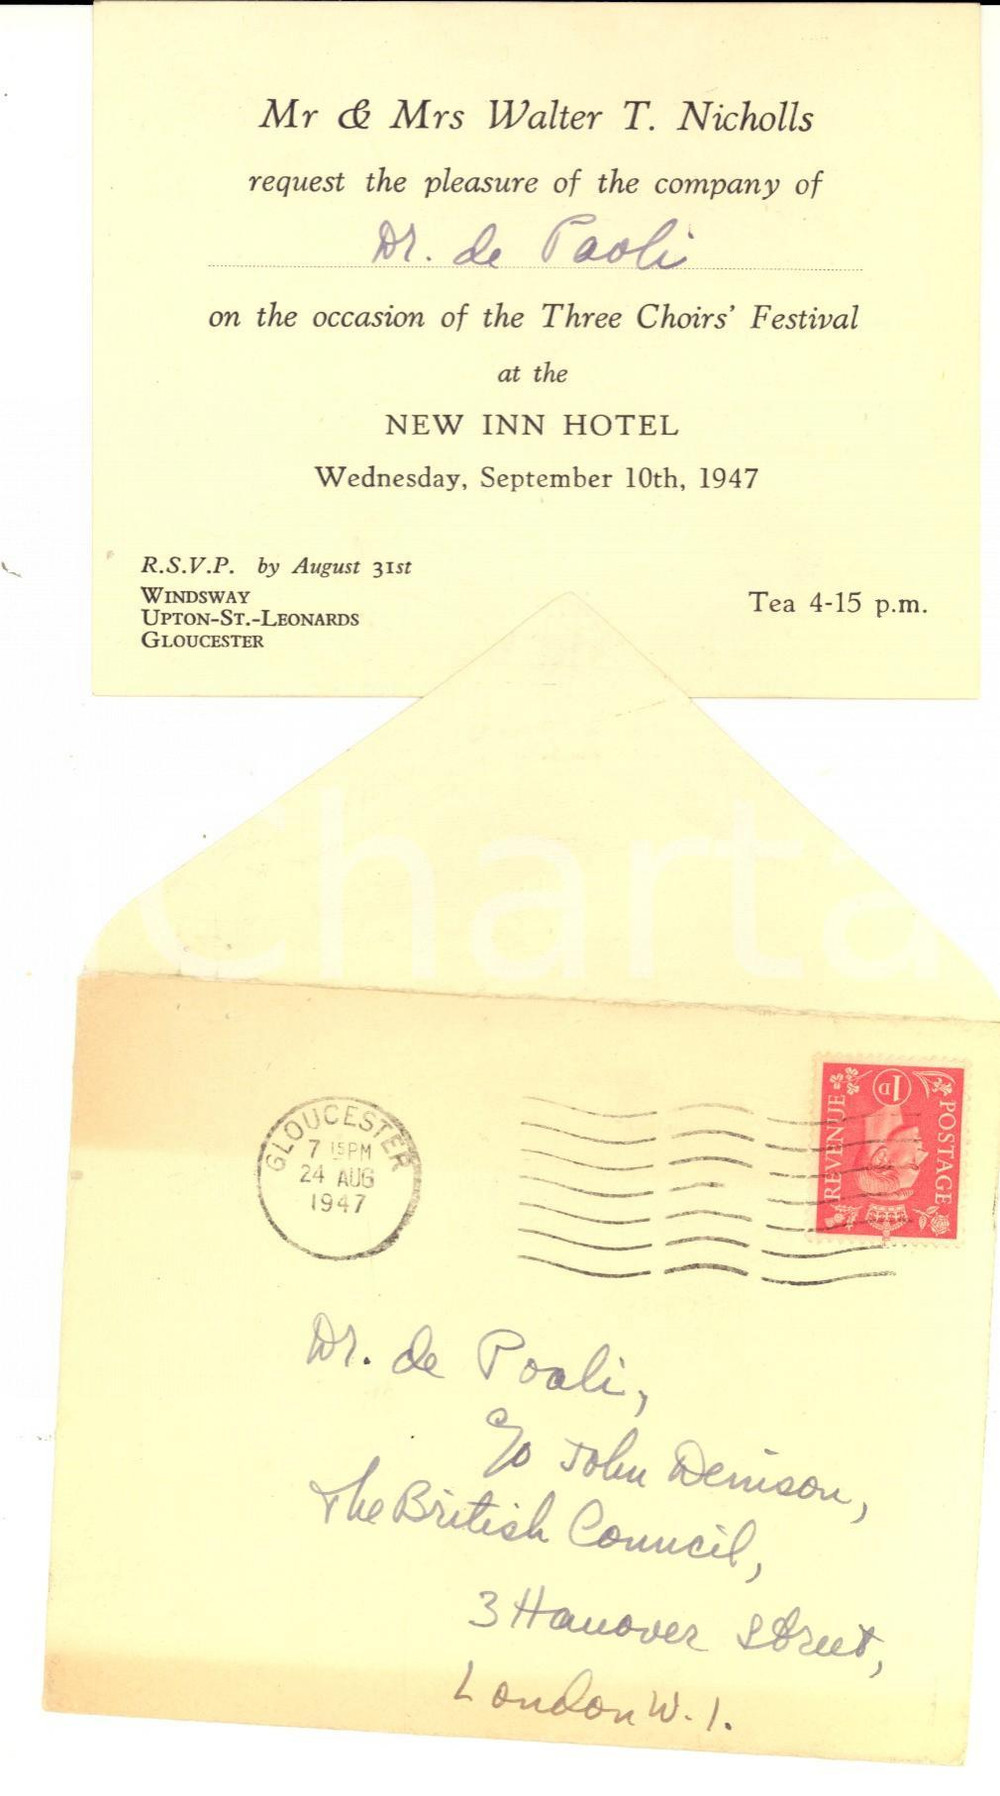 Mr & Mrs Walter T. Nicholls
request the pleasure of the company of
Dr. de Paoli
on the occasion of the Three Choirs' Festival
at the
NEW INN HOTEL
Wednesday, September 10th, 1947
R.S.V.P. by August 31st
WINDSWAY
UPTON-ST.-LEONARDS
GLOUCESTER
Tea 4-15 p.m.
Charta
GLOUCESTER
7 15PM
24 AUG
1947
POSTAGE
REVENUE
1D
Dr. de Poali,
c/o John Denison,
The British Council,
3 Hanover Street,
London W.1.